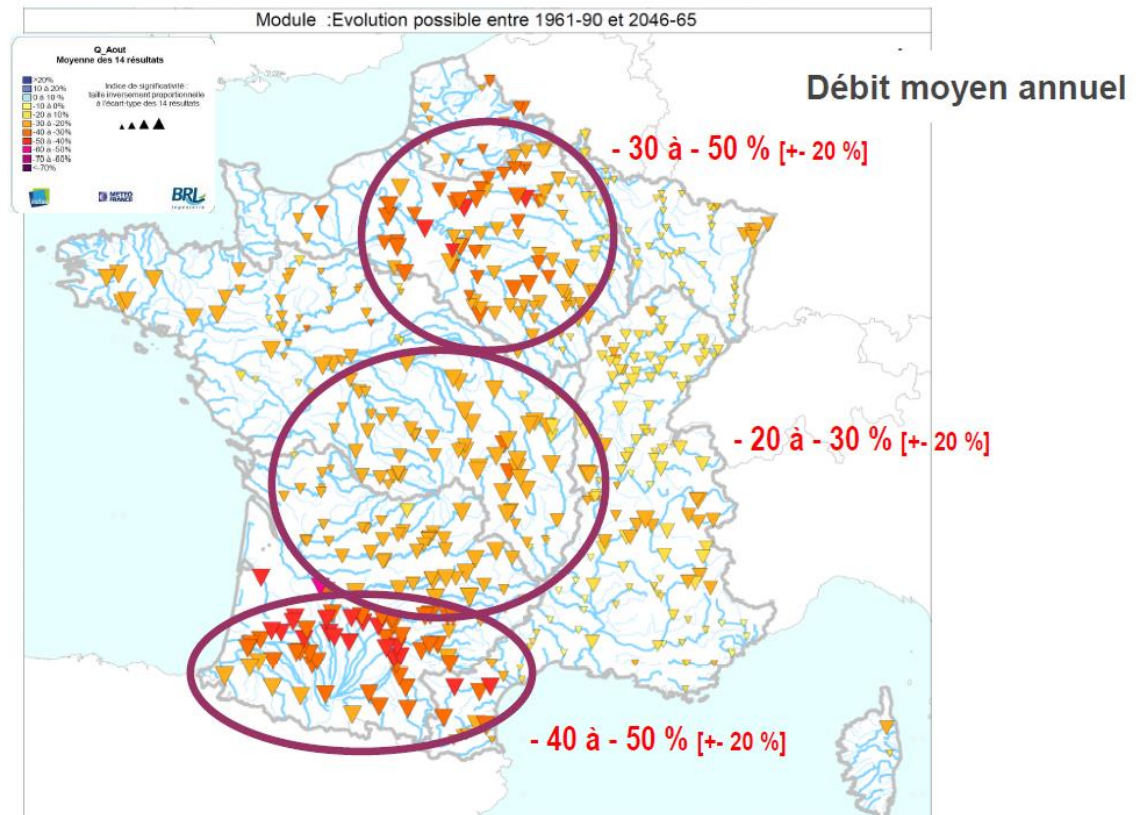 Module :Evolution possible entre 1961-90 et 2046-65
Q_Aout
Moyenne des 14 résultats
>20%
10 à 20%
0 à 10 %
-10 à 0%
-20 à 10%
-30 à -20%
-40 à -30%
-50 à -40%
-60 à -50%
-70 à -60%
<-70%
Indice de significativité :
taille inversement proportionnelle
à l'écart-type des 14 résultats
METEO
FRANCE
BRL
Ingénierie
Débit moyen annuel
- 30 à - 50 % [+- 20 %]
- 20 à - 30 % [+- 20 %]
- 40 à - 50 % [+- 20 %]